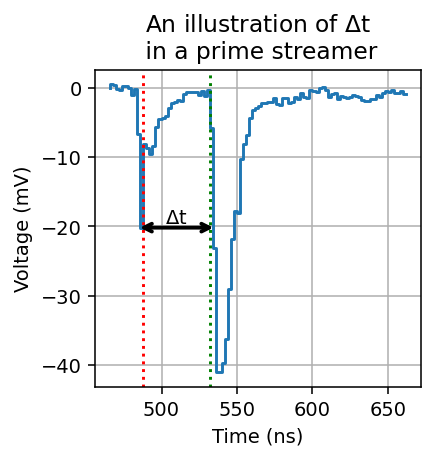 An illustration of Δt
in a prime streamer
0
−10
−20
−30
−40
Voltage (mV)
Δt
500
550
600
650
Time (ns)